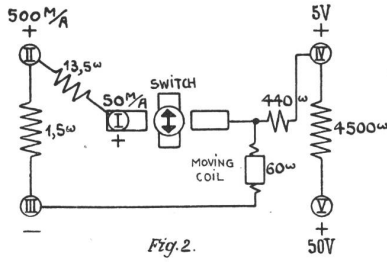 500 M/A
+
II
13,5ω
1,5ω
50 M/A
I
+
SWITCH
MOVING
COIL
60ω
440ω
5V
+
IV
4500ω
III
−
V
+
50V
Fig.2.